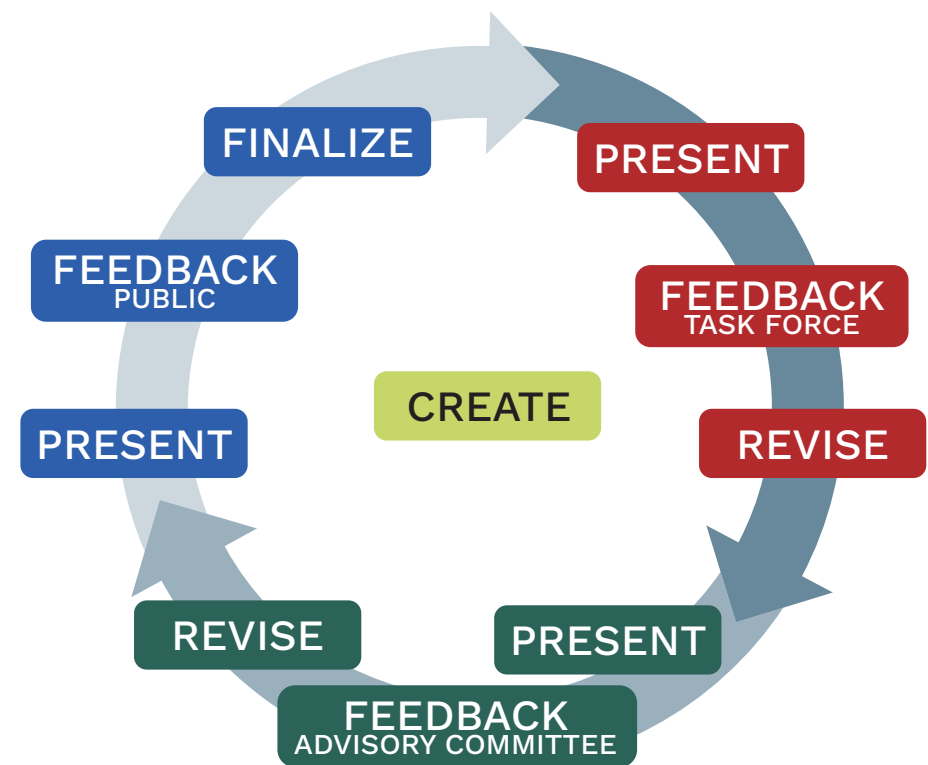 FINALIZE
PRESENT
FEEDBACK
PUBLIC
FEEDBACK
TASK FORCE
CREATE
PRESENT
REVISE
REVISE
PRESENT
FEEDBACK
ADVISORY COMMITTEE